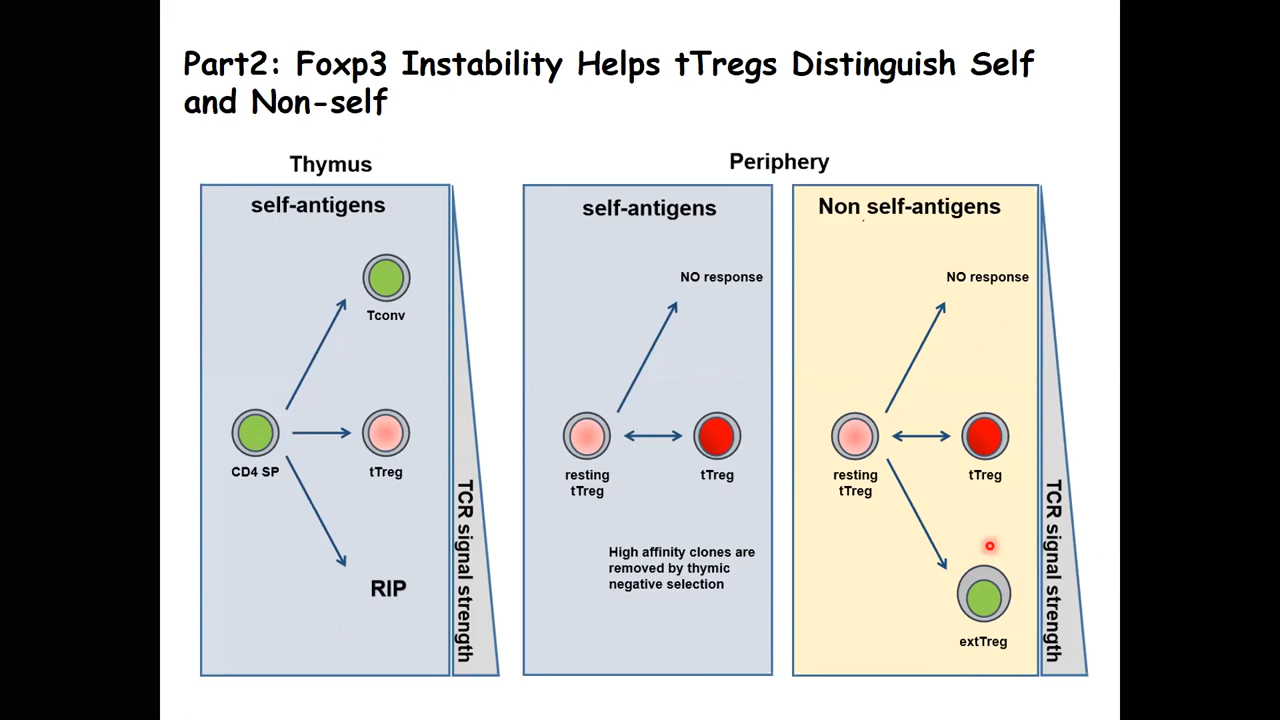 Part2: Foxp3 Instability Helps tTregs Distinguish Self
and Non-self
Thymus
self-antigens
Tconv
CD4 SP
tTreg
RIP
TCR signal strength
Periphery
self-antigens
NO response
resting
tTreg
tTreg
High affinity clones are
removed by thymic
negative selection
Non self-antigens
NO response
resting
tTreg
tTreg
extTreg
TCR signal strength